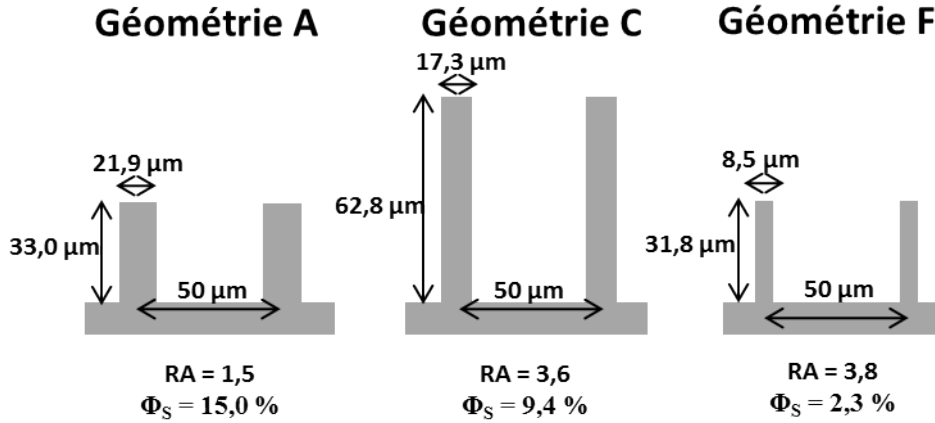 Géométrie A
21,9 µm
33,0 µm
50 µm
RA = 1,5
ΦS = 15,0 %
Géométrie C
17,3 µm
62,8 µm
50 µm
RA = 3,6
ΦS = 9,4 %
Géométrie F
8,5 µm
31,8 µm
50 µm
RA = 3,8
ΦS = 2,3 %